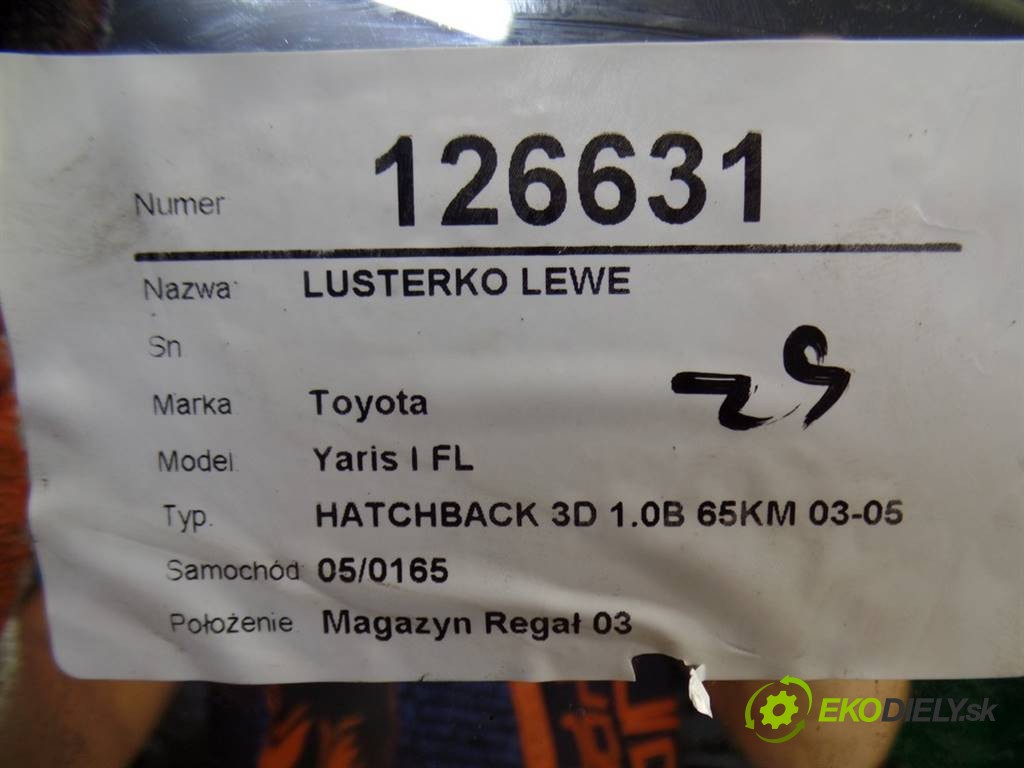 Numer 126631
Nazwa: LUSTERKO LEWE
Sn
Marka Toyota
Model Yaris I FL
Typ. HATCHBACK 3D 1.0B 65KM 03-05
Samochód: 05/0165
Położenie Magazyn Regał 03
EKODIELY.sk